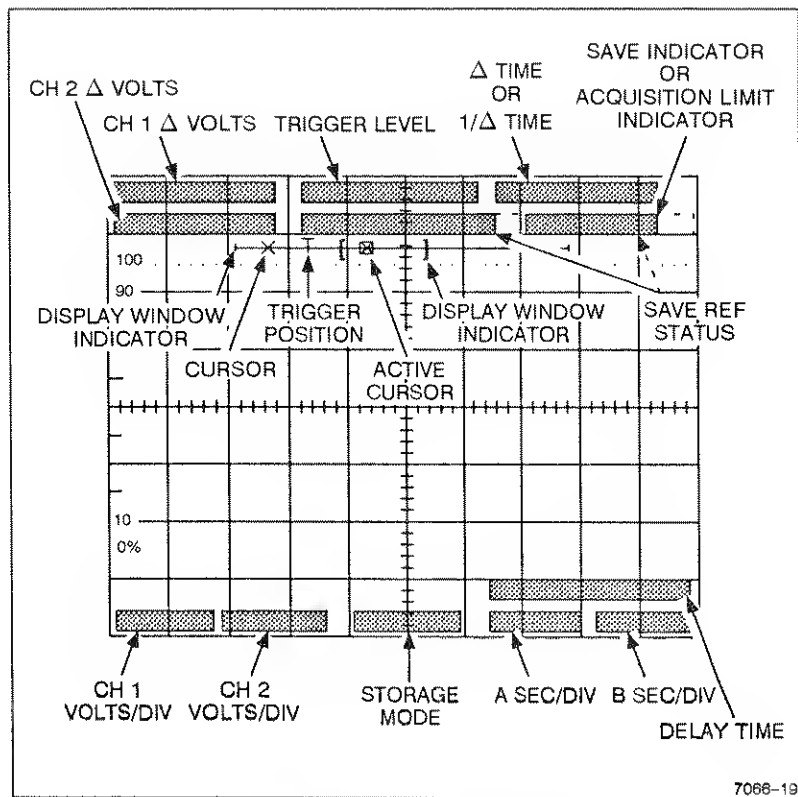 SAVE INDICATOR
OR
ACQUISITION LIMIT
INDICATOR
Δ TIME
OR
1/Δ TIME
CH 2 Δ VOLTS
CH 1 Δ VOLTS
TRIGGER LEVEL
T
[
]
100
90
DISPLAY WINDOW
INDICATOR
TRIGGER
POSITION
DISPLAY WINDOW
INDICATOR
SAVE REF
STATUS
CURSOR
ACTIVE
CURSOR
10
0%
CH 1
VOLTS/DIV
CH 2
VOLTS/DIV
STORAGE
MODE
A SEC/DIV
B SEC/DIV
DELAY TIME
7066-19